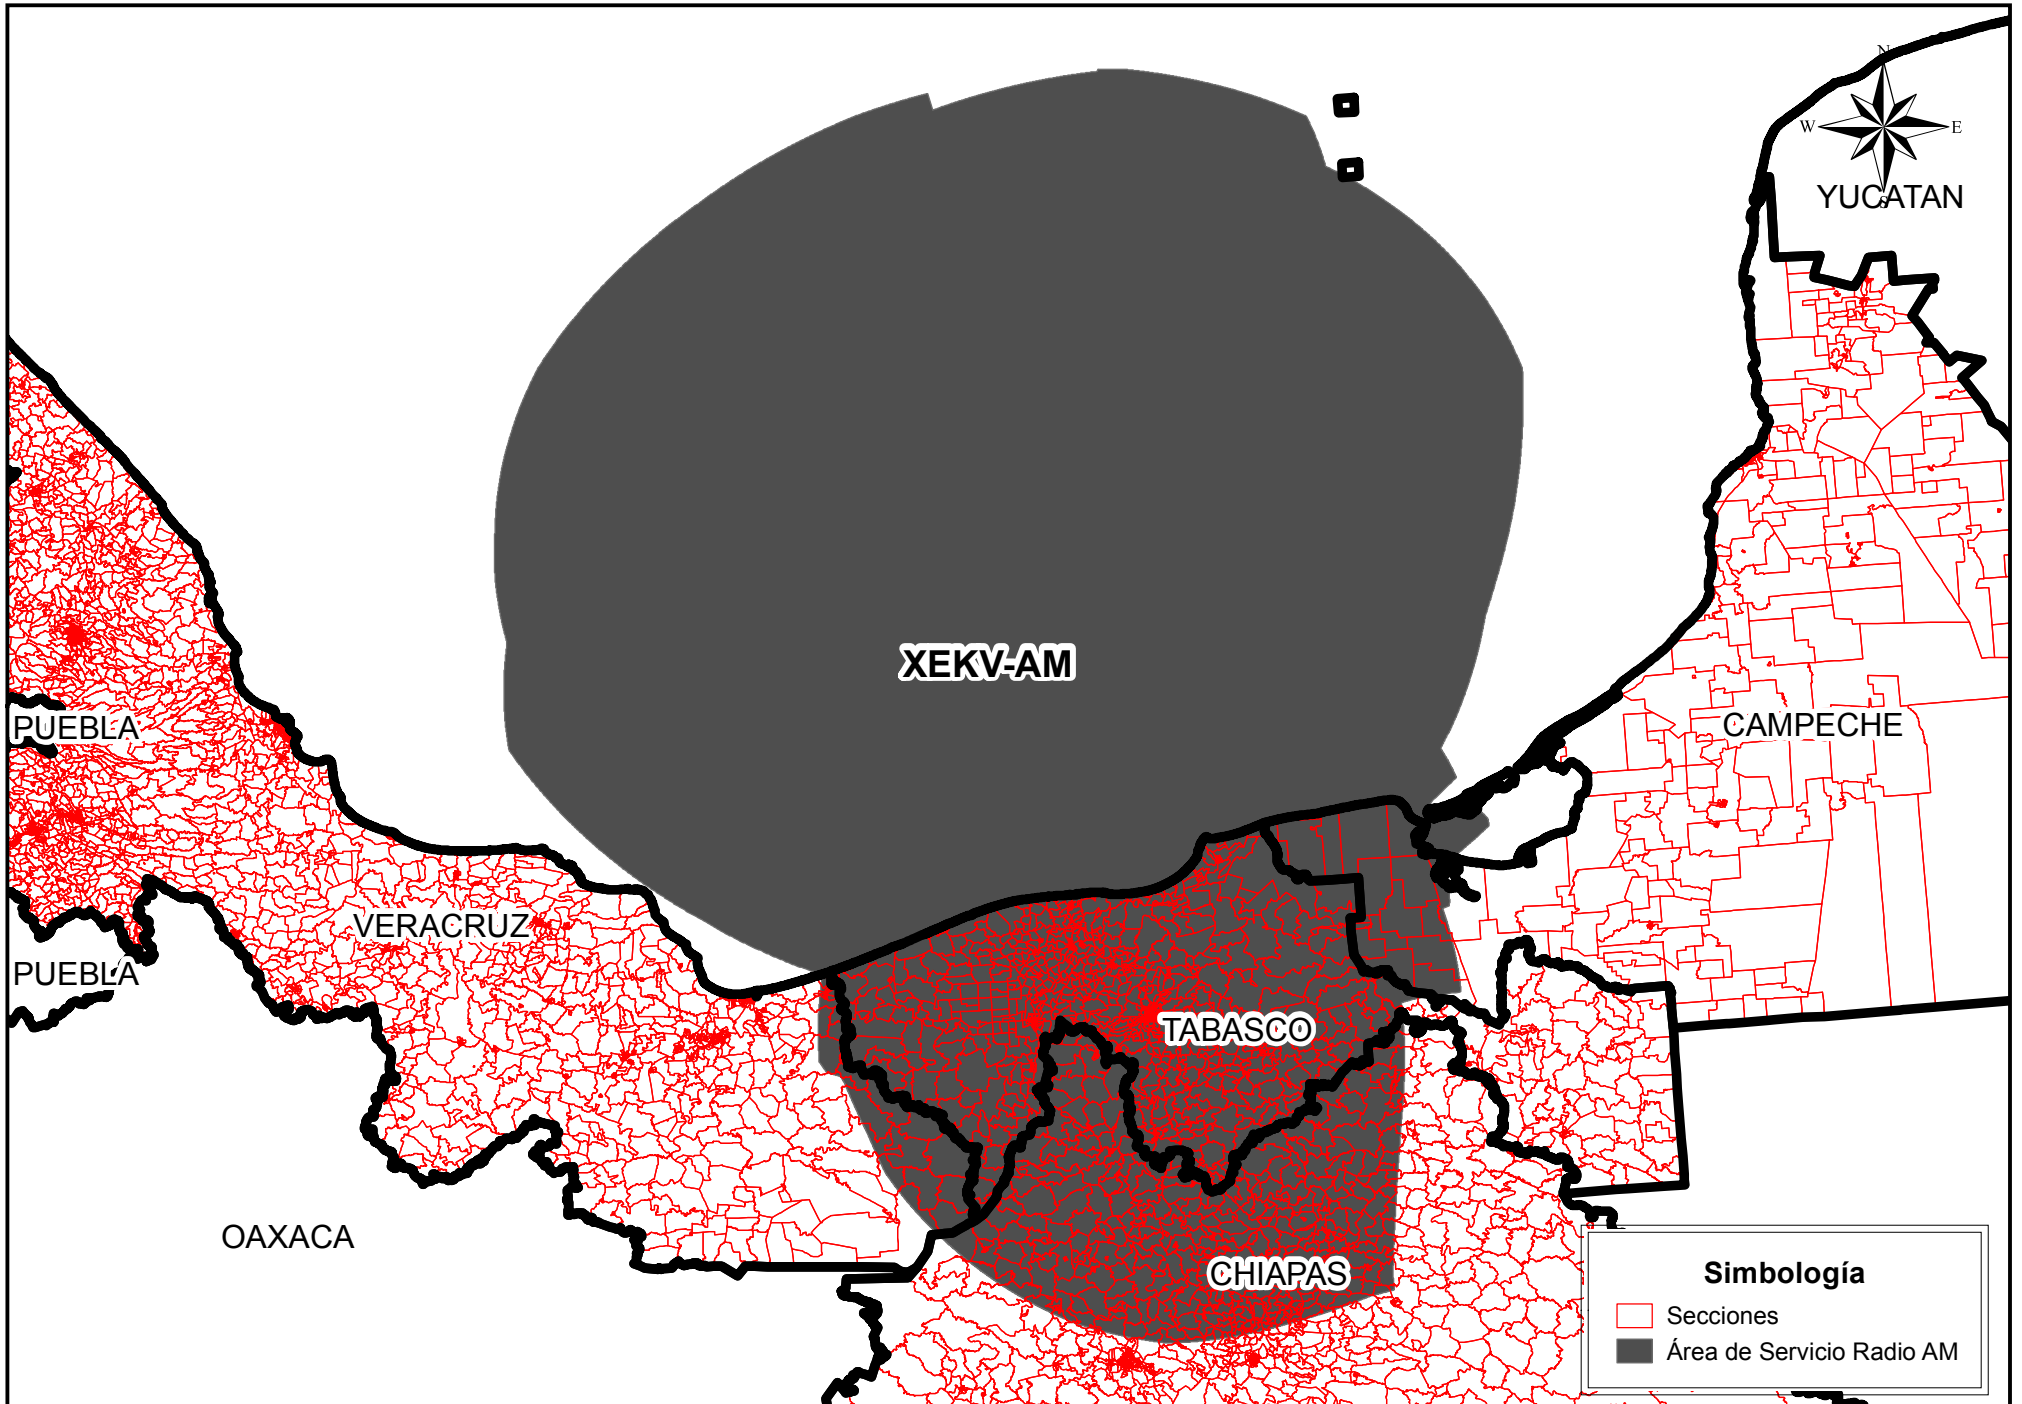 N
W E
S
YUCATAN
XEKV-AM
PUEBLA
CAMPECHE
VERACRUZ
PUEBLA
TABASCO
OAXACA
CHIAPAS
Simbología
Secciones
Área de Servicio Radio AM